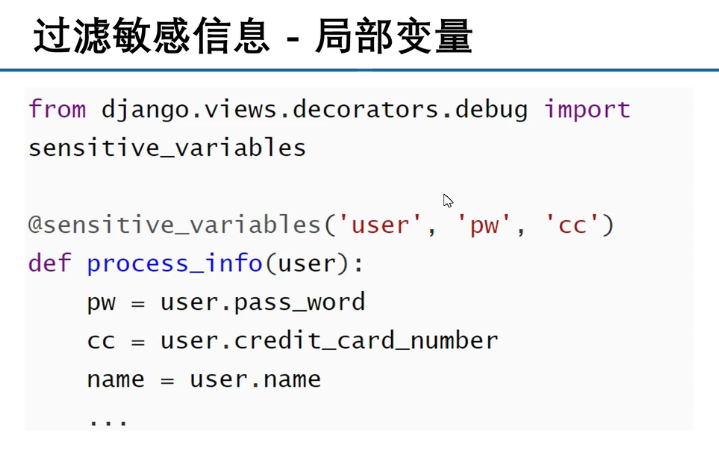 过滤敏感信息 - 局部变量
from django.views.decorators.debug import
sensitive_variables
@sensitive_variables('user', 'pw', 'cc')
def process_info(user):
    pw = user.pass_word
    cc = user.credit_card_number
    name = user.name
    ...